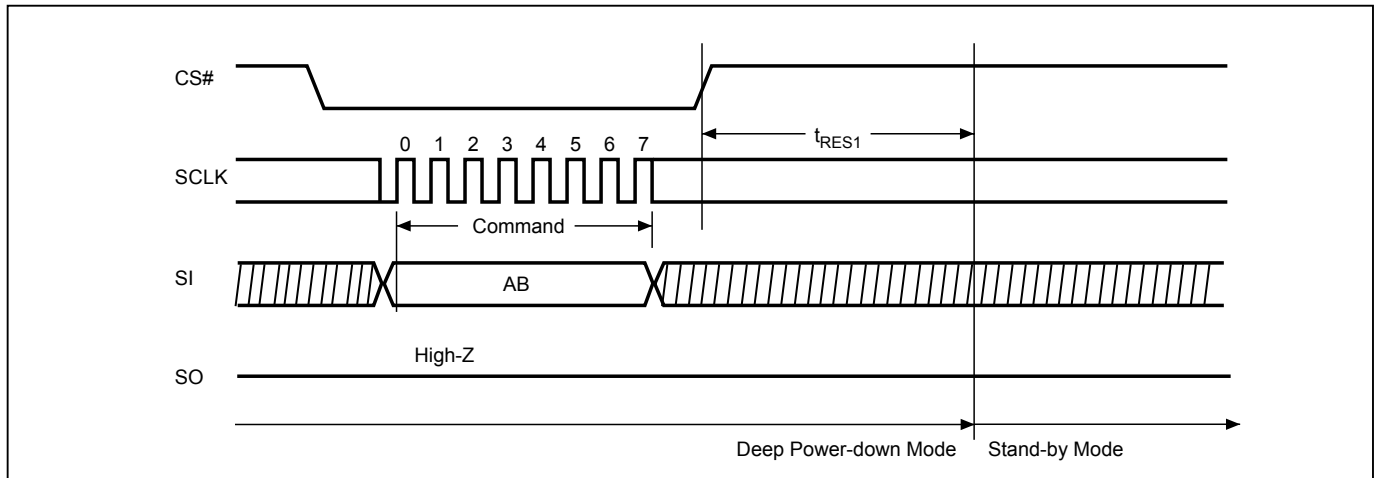 CS#
tRES1
0 1 2 3 4 5 6 7
SCLK
Command
SI
AB
High-Z
SO
Deep Power-down Mode Stand-by Mode